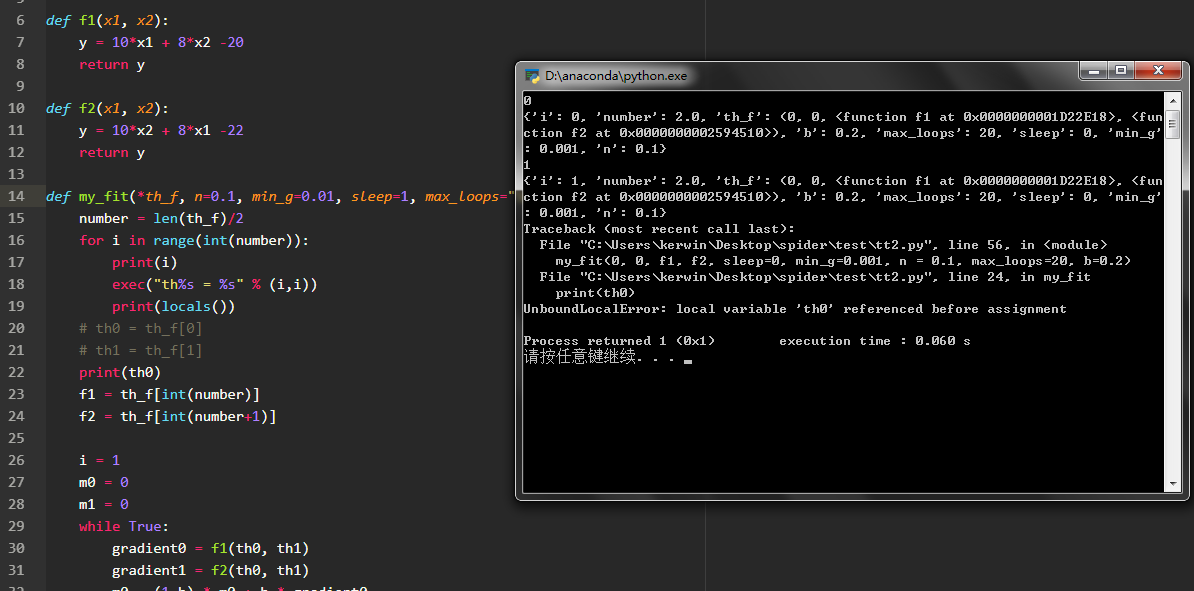 6 def f1(x1, x2):
7 y = 10*x1 + 8*x2 -20
8 return y
9
10 def f2(x1, x2):
11 y = 10*x2 + 8*x1 -22
12 return y
13
14 def my_fit(*th_f, n=0.1, min_g=0.01, sleep=1, max_loops="
15 number = len(th_f)/2
16 for i in range(int(number)):
17 print(i)
18 exec("th%s = %s" % (i,i))
19 print(locals())
20 # th0 = th_f[0]
21 # th1 = th_f[1]
22 print(th0)
23 f1 = th_f[int(number)]
24 f2 = th_f[int(number+1)]
25
26 i = 1
27 m0 = 0
28 m1 = 0
29 while True:
30 gradient0 = f1(th0, th1)
31 gradient1 = f2(th0, th1)
D:\anaconda\python.exe
0
{'i': 0, 'number': 2.0, 'th_f': (0, 0, <function f1 at 0x0000000001D22E18>, <fun
ction f2 at 0x0000000002594510>), 'b': 0.2, 'max_loops': 20, 'sleep': 0, 'min_g'
: 0.001, 'n': 0.1}
1
{'i': 1, 'number': 2.0, 'th_f': (0, 0, <function f1 at 0x0000000001D22E18>, <fun
ction f2 at 0x0000000002594510>), 'b': 0.2, 'max_loops': 20, 'sleep': 0, 'min_g'
: 0.001, 'n': 0.1}
Traceback (most recent call last):
File "C:\Users\kerwin\Desktop\spider\test\tt2.py", line 56, in <module>
my_fit(0, 0, f1, f2, sleep=0, min_g=0.001, n = 0.1, max_loops=20, b=0.2)
File "C:\Users\kerwin\Desktop\spider\test\tt2.py", line 24, in my_fit
print(th0)
UnboundLocalError: local variable 'th0' referenced before assignment
Process returned 1 (0x1) execution time : 0.060 s
请按任意键继续. . .